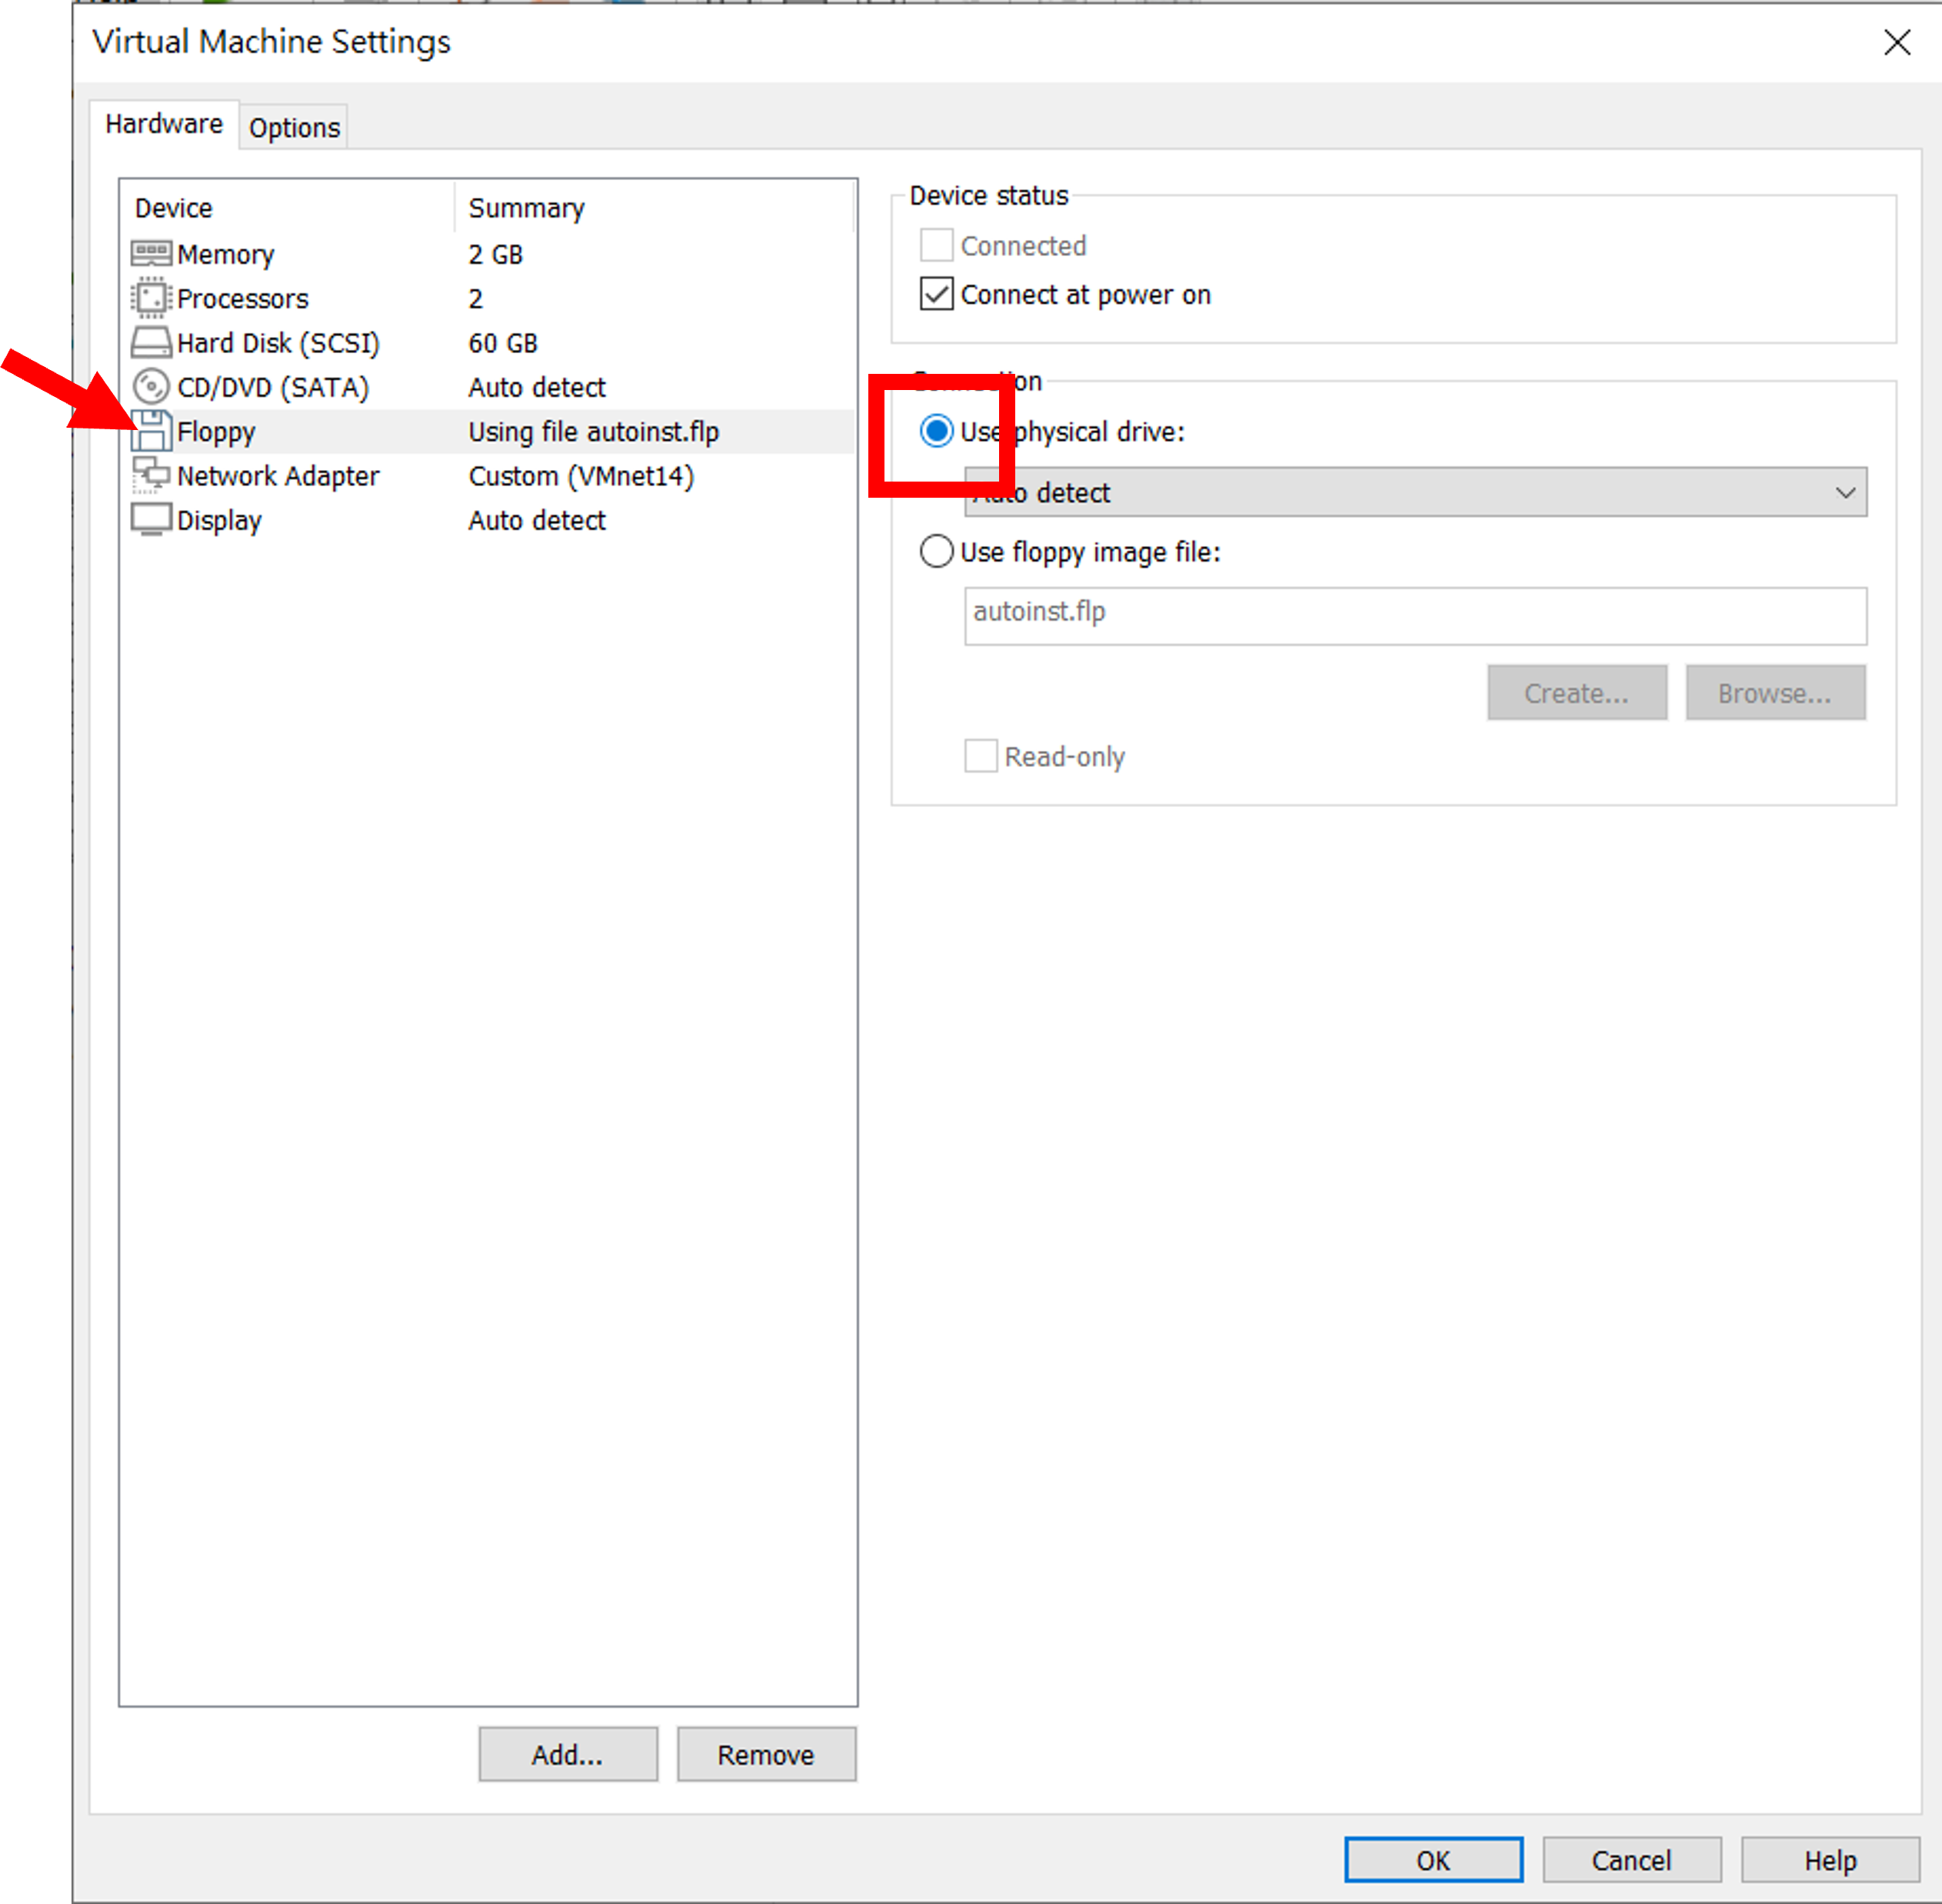 Virtual Machine Settings
Hardware
Options
Device Summary
Memory 2 GB
Processors 2
Hard Disk (SCSI) 60 GB
CD/DVD (SATA) Auto detect
Floppy Using file autoinst.flp
Network Adapter Custom (VMnet14)
Display Auto detect
Add...
Remove
Device status
Connected
Connect at power on
Connection
Use physical drive:
Auto detect
Use floppy image file:
autoinst.flp
Create...
Browse...
Read-only
OK
Cancel
Help